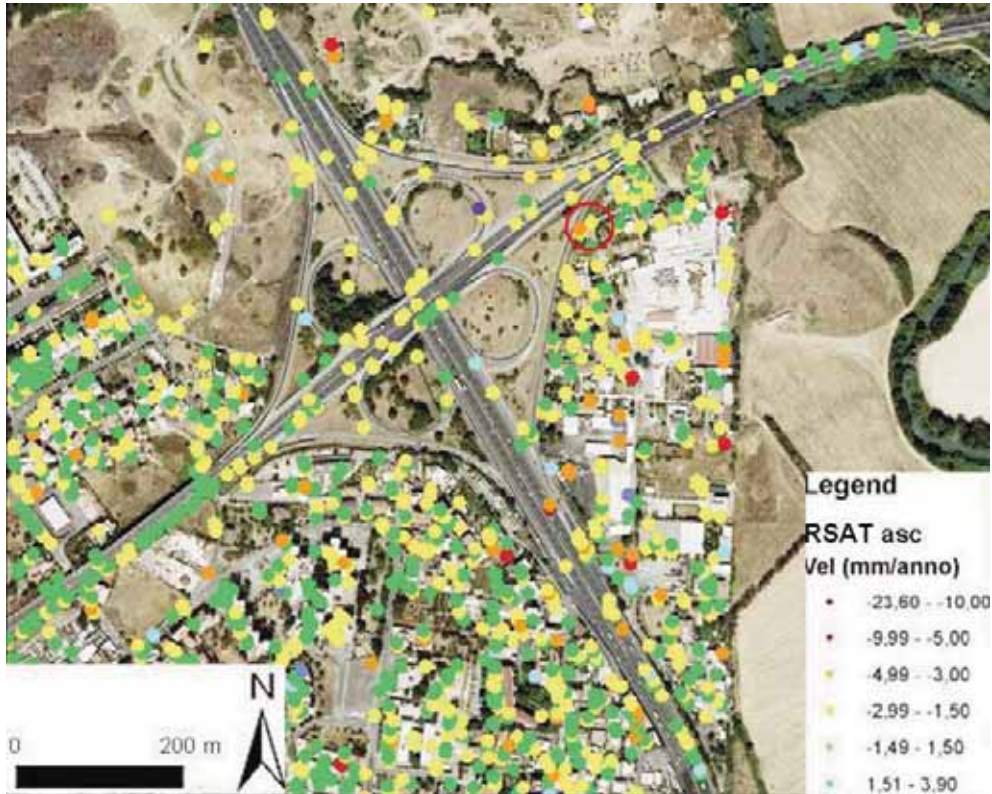 Legend
RSAT asc
Vel (mm/anno)
-23,60 - -10,00
-9,99 - -5,00
-4,99 - -3,00
-2,99 - -1,50
-1,49 - 1,50
1,51 - 3,90
N
0 200 m